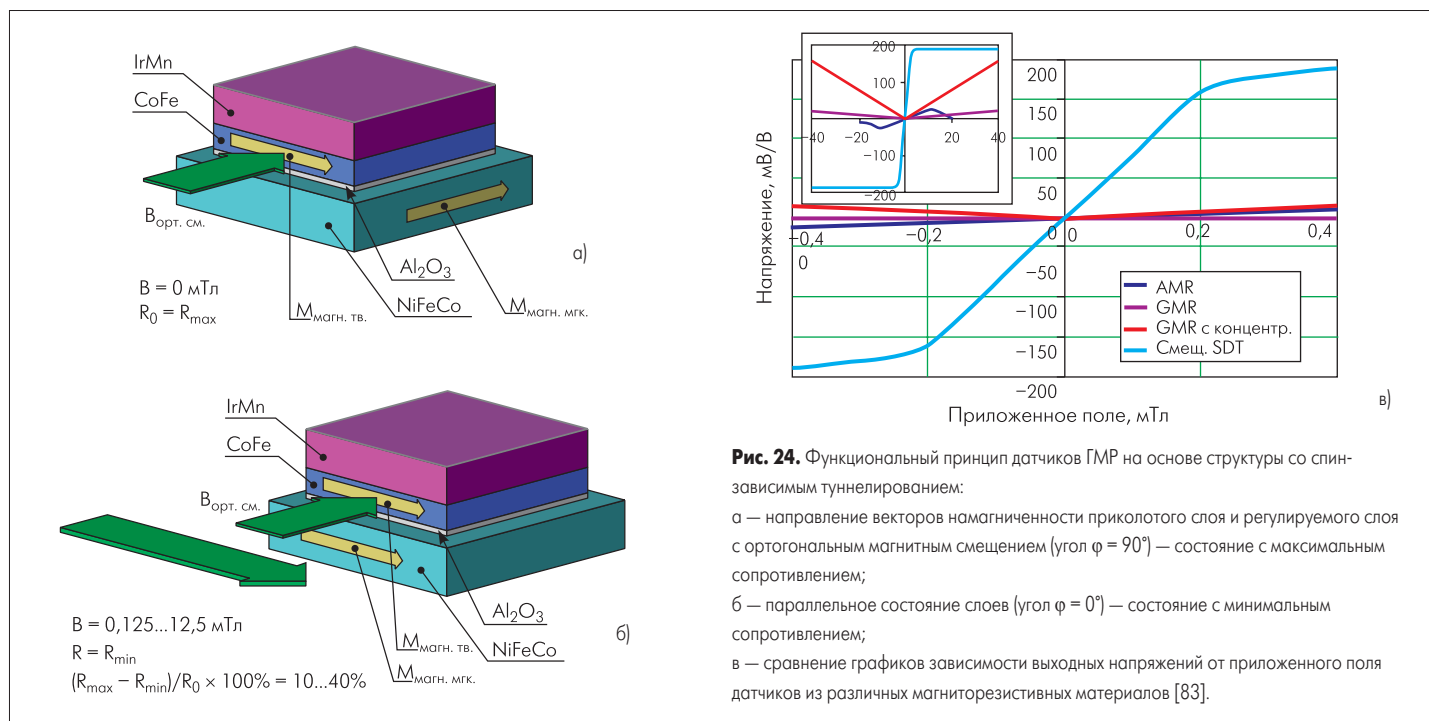 IrMn
CoFe
Bорт. см.
а)
Al₂O₃
B = 0 мТл
R₀ = Rmax
Ммагн. тв.
NiFeCo
Ммагн. мгк.
IrMn
CoFe
Bорт. см.
Al₂O₃
б)
B = 0,125...12,5 мТл
R = Rmin
(Rmax − Rmin)/R₀ × 100% = 10...40%
Ммагн. тв.
NiFeCo
Ммагн. мгк.
Напряжение, мВ/В
200
100
−40
−20
20
40
−100
−200
200
150
100
50
−0,4
−0,2
0
0
0,2
0,4
0
−50
−100
−150
−200
AMR
GMR
GMR с концентр.
Смещ. SDT
Приложенное поле, мТл
в)
Рис. 24. Функциональный принцип датчиков ГМР на основе структуры со спин-
зависимым туннелированием:
а — направление векторов намагниченности приколотого слоя и регулируемого слоя
с ортогональным магнитным смещением (угол φ = 90°) — состояние с максимальным
сопротивлением;
б — параллельное состояние слоев (угол φ = 0°) — состояние с минимальным
сопротивлением;
в — сравнение графиков зависимости выходных напряжений от приложенного поля
датчиков из различных магниторезистивных материалов [83].